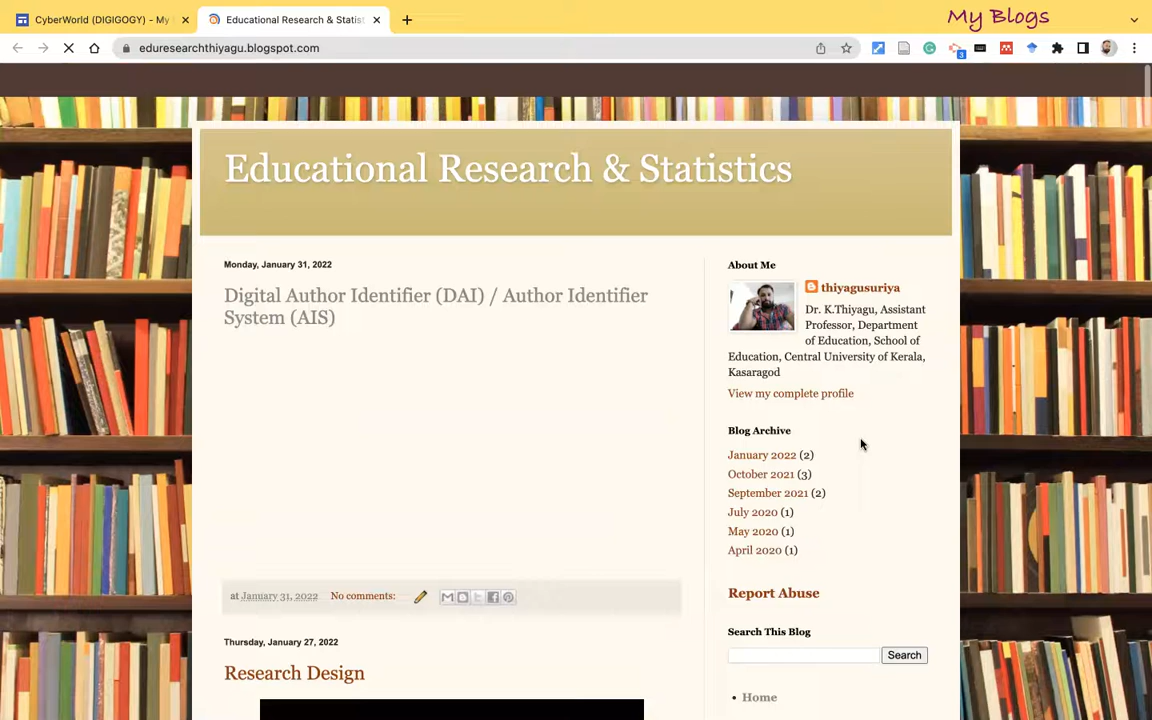 CyberWorld (DIGIGOGY) - My
Educational Research & Statist
My Blogs
eduresearchthiyagu.blogspot.com
3
Educational Research & Statistics
Monday, January 31, 2022
Digital Author Identifier (DAI) / Author Identifier
System (AIS)
at January 31, 2022 No comments:
Thursday, January 27, 2022
Research Design
About Me
thiyagusuriya
Dr. K.Thiyagu, Assistant
Professor, Department
of Education, School of
Education, Central University of Kerala,
Kasaragod
View my complete profile
Blog Archive
January 2022 (2)
October 2021 (3)
September 2021 (2)
July 2020 (1)
May 2020 (1)
April 2020 (1)
Report Abuse
Search This Blog
Search
Home